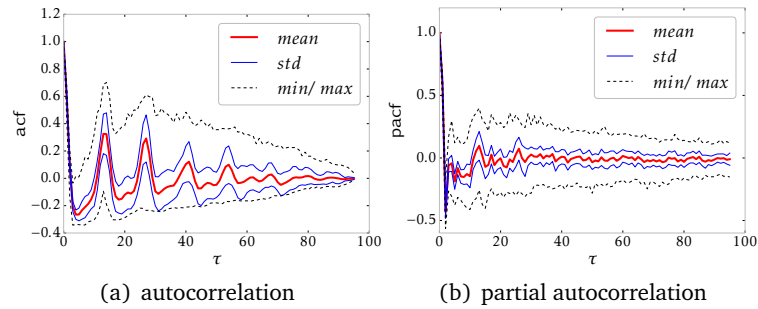 1.2
1.0
0.8
0.6
0.4
0.2
0.0
−0.2
−0.4
acf
mean
std
min/ max
0 20 40 60 80 100
τ
(a) autocorrelation
1.0
0.5
0.0
−0.5
pacf
mean
std
min/ max
0 20 40 60 80 100
τ
(b) partial autocorrelation